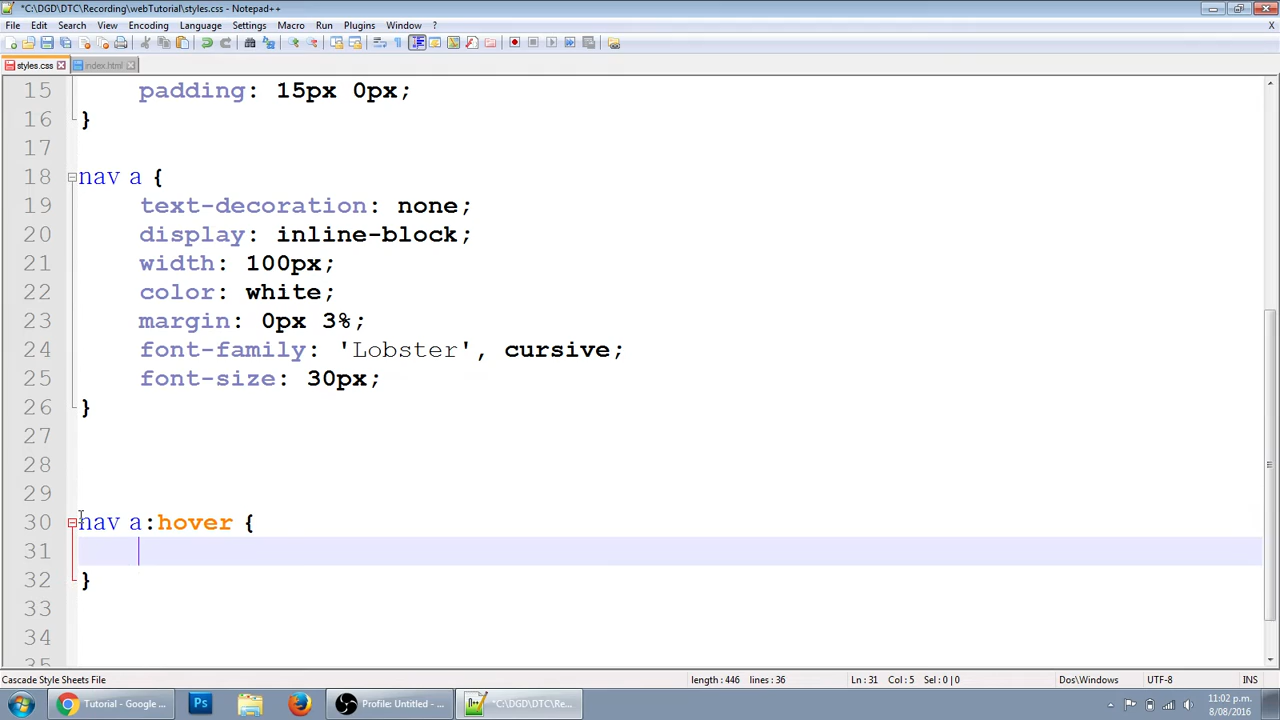 *C:\DGD\DTC\Recording\webTutorial\styles.css - Notepad++
File Edit Search View Encoding Language Settings Macro Run Plugins Window ? X
styles.css index.html
15 padding: 15px 0px;
16 }
17
18 nav a {
19 text-decoration: none;
20 display: inline-block;
21 width: 100px;
22 color: white;
23 margin: 0px 3%;
24 font-family: 'Lobster', cursive;
25 font-size: 30px;
26 }
27
28
29
30 nav a:hover {
31
32 }
33
34
35
Cascade Style Sheets File length : 446 lines : 36 Ln : 31 Col : 5 Sel : 0 | 0 Dos\Windows UTF-8 INS
Tutorial - Google ... Ps Profile: Untitled - ... *C:\DGD\DTC\Re... 11:02 p.m.
8/08/2016